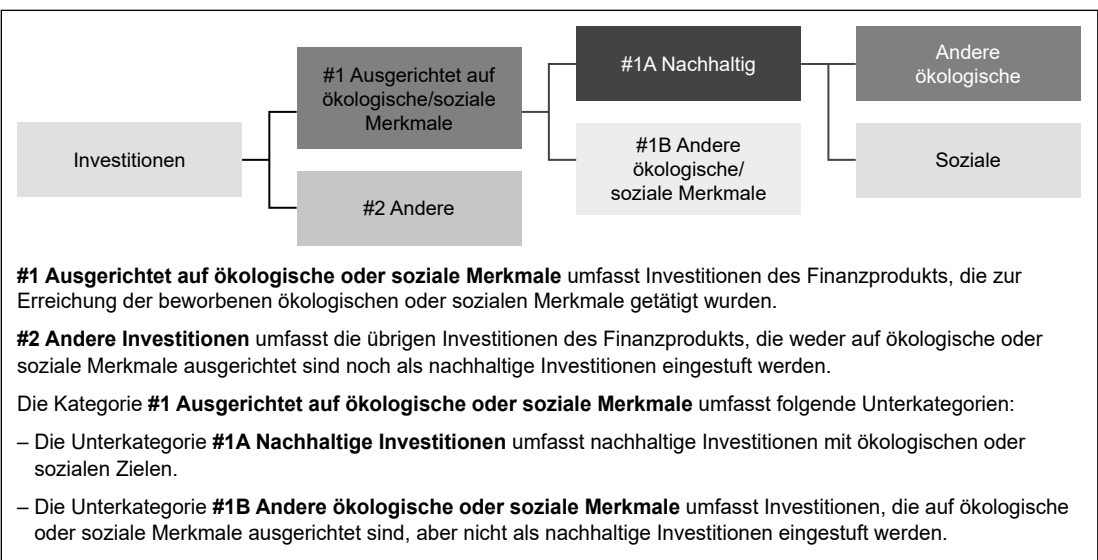 Investitionen
#1 Ausgerichtet auf
ökologische/soziale
Merkmale
#2 Andere
#1A Nachhaltig
#1B Andere
ökologische/
soziale Merkmale
Andere
ökologische
Soziale
#1 Ausgerichtet auf ökologische oder soziale Merkmale umfasst Investitionen des Finanzprodukts, die zur
Erreichung der beworbenen ökologischen oder sozialen Merkmale getätigt wurden.
#2 Andere Investitionen umfasst die übrigen Investitionen des Finanzprodukts, die weder auf ökologische oder
soziale Merkmale ausgerichtet sind noch als nachhaltige Investitionen eingestuft werden.
Die Kategorie #1 Ausgerichtet auf ökologische oder soziale Merkmale umfasst folgende Unterkategorien:
– Die Unterkategorie #1A Nachhaltige Investitionen umfasst nachhaltige Investitionen mit ökologischen oder
sozialen Zielen.
– Die Unterkategorie #1B Andere ökologische oder soziale Merkmale umfasst Investitionen, die auf ökologische
oder soziale Merkmale ausgerichtet sind, aber nicht als nachhaltige Investitionen eingestuft werden.